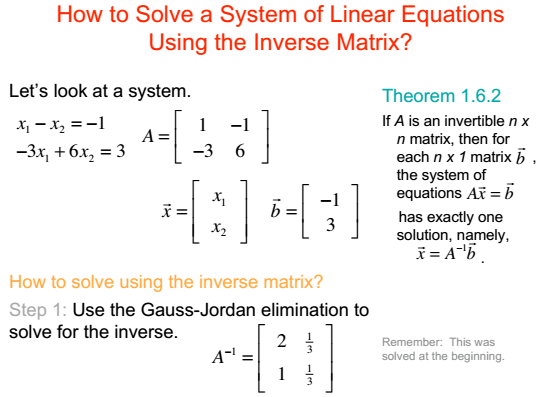 How to Solve a System of Linear Equations
Using the Inverse Matrix?
Let's look at a system.
x₁ − x₂ = −1
−3x₁ + 6x₂ = 3
A = [ 1 −1
−3 6 ]
x⃗ = [ x₁
x₂ ]
b⃗ = [ −1
3 ]
Theorem 1.6.2
If A is an invertible n x
n matrix, then for
each n x 1 matrix b⃗ ,
the system of
equations Ax⃗ = b⃗
has exactly one
solution, namely,
x⃗ = A⁻¹b⃗ .
How to solve using the inverse matrix?
Step 1: Use the Gauss-Jordan elimination to
solve for the inverse.
A⁻¹ = [ 2 1/3
1 1/3 ]
Remember: This was
solved at the beginning.